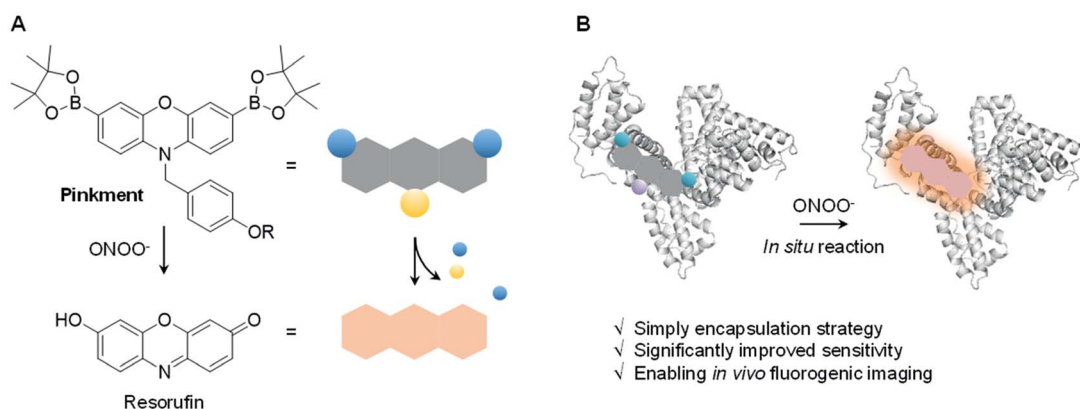 A
B
O
O
B
O
B
O
O
N
Pinkment
OR
ONOO-
=
HO
O
O
N
=
Resorufin
ONOO-
In situ reaction
√ Simply encapsulation strategy
√ Significantly improved sensitivity
√ Enabling in vivo fluorogenic imaging